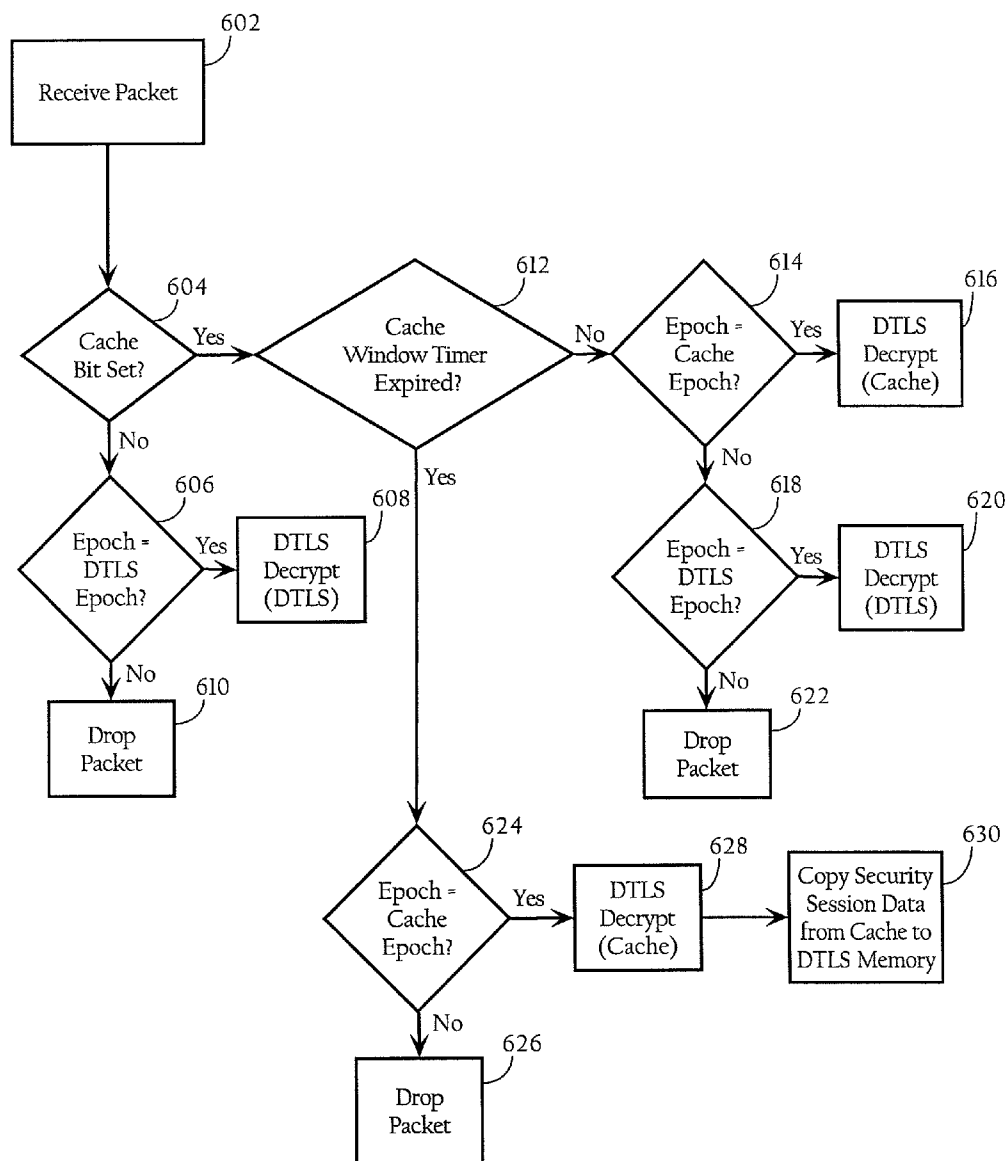 602
Receive Packet
604
Cache
Bit Set?
Yes
No
612
Cache
Window Timer
Expired?
No
Yes
614
Epoch =
Cache
Epoch?
Yes
No
616
DTLS
Decrypt
(Cache)
606
Epoch =
DTLS
Epoch?
Yes
No
608
DTLS
Decrypt
(DTLS)
618
Epoch =
DTLS
Epoch?
Yes
No
620
DTLS
Decrypt
(DTLS)
610
Drop
Packet
622
Drop
Packet
624
Epoch =
Cache
Epoch?
Yes
No
628
DTLS
Decrypt
(Cache)
630
Copy Security
Session Data
from Cache to
DTLS Memory
626
Drop
Packet